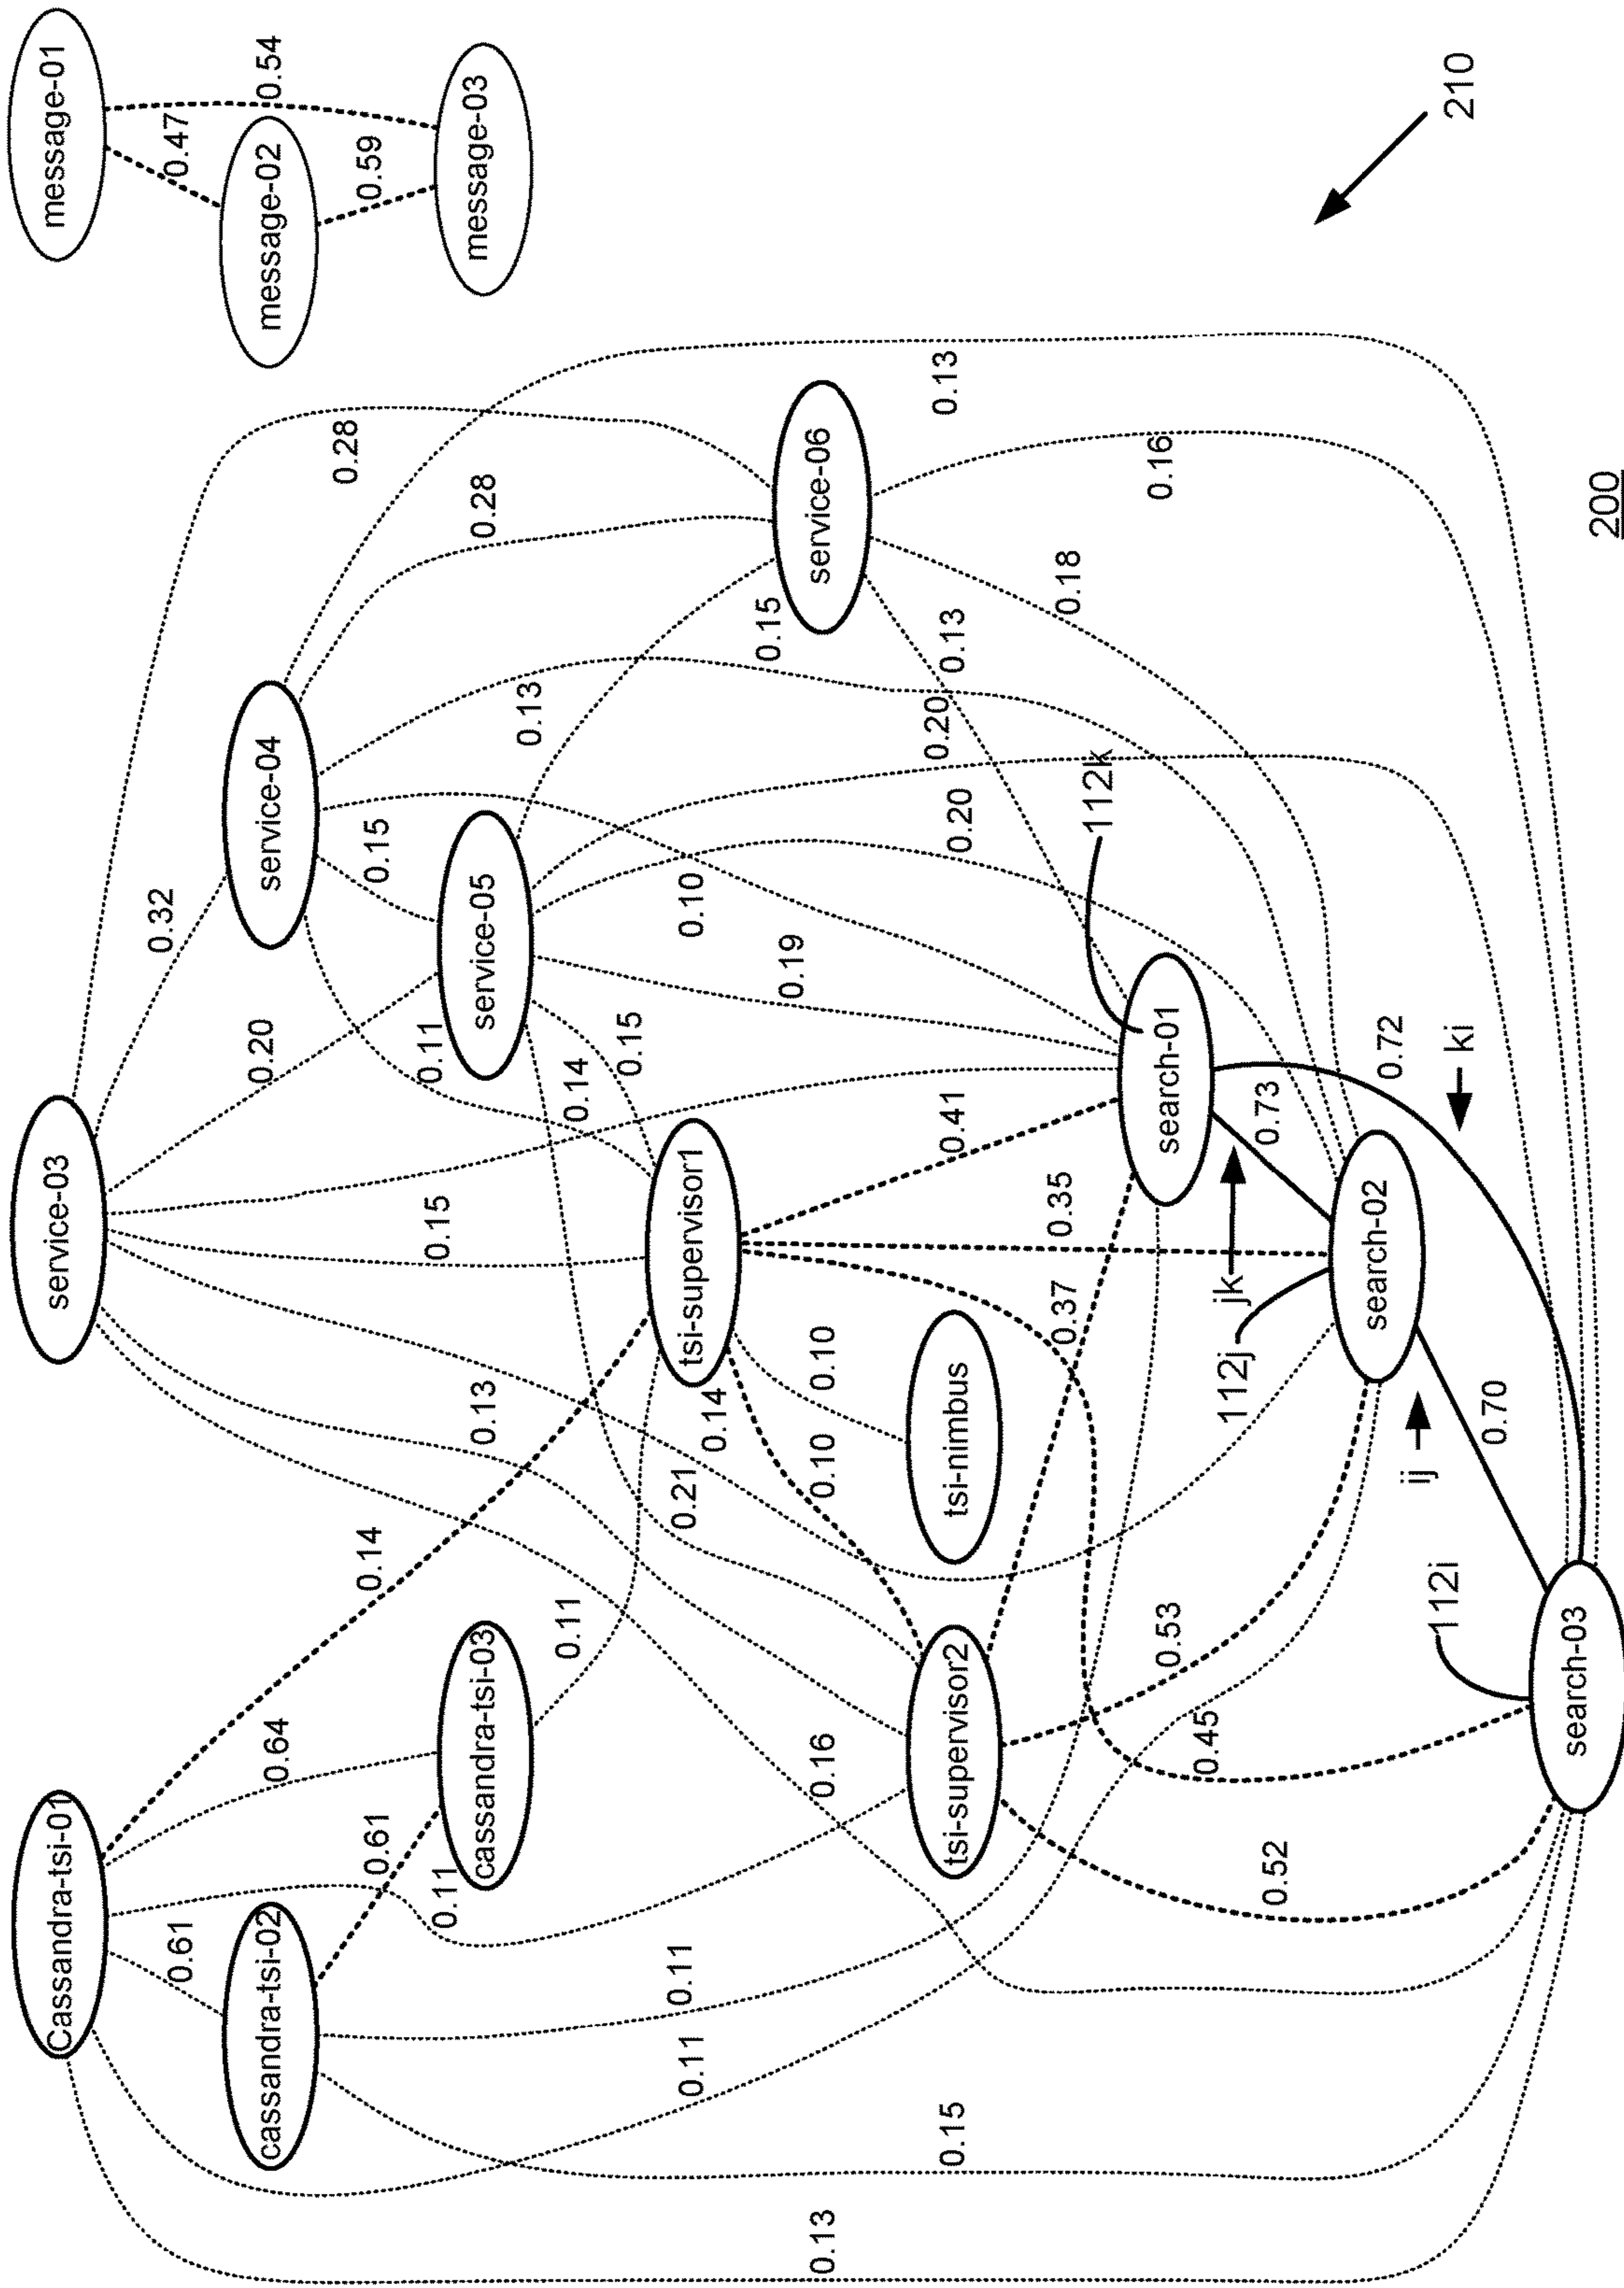 Cassandra-tsi-01
service-03
message-01
0.61
0.20
0.32
0.47
0.54
cassandra-tsi-02
0.64
service-04
message-02
0.14
0.28
0.59
0.61
0.15
0.11
0.15
0.11
cassandra-tsi-03
0.13
service-05
0.28
message-03
0.11
0.14
0.15
0.13
0.11
0.11
0.21
0.14
tsi-supervisor1
0.10
0.15
0.19
0.13
0.16
0.10
0.10
service-06
0.15
tsi-supervisor2
tsi-nimbus
0.41
0.20
0.20
0.13
0.13
0.37
0.35
0.18
112k
0.53
search-01
0.16
0.45
112j
jk
0.52
0.73
search-02
0.72
ij
112i
ki
210
0.70
search-03
200